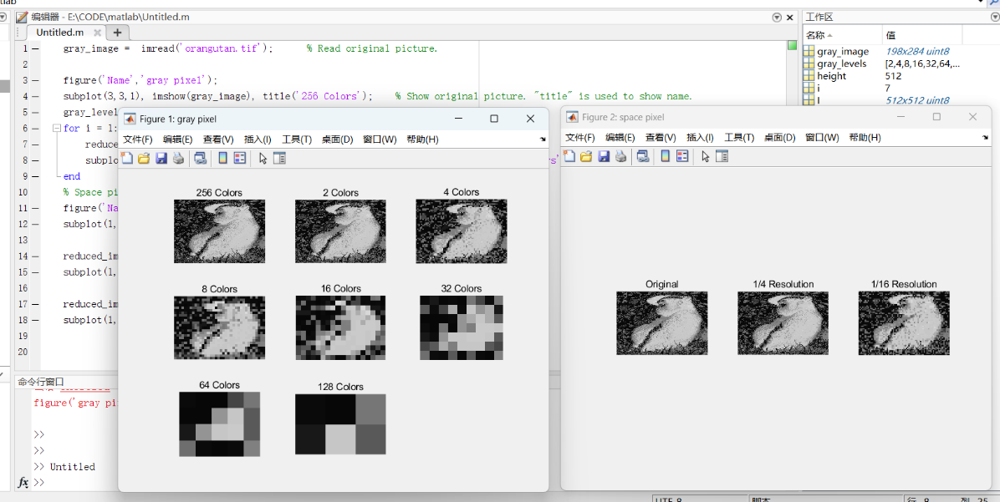 tlab
编辑器 - E:\CODE\matlab\Untitled.m
Untitled.m
1 gray_image = imread('orangutan.tif'); % Read original picture.
2
3 figure('Name','gray pixel');
4 subplot(3,3,1), imshow(gray_image), title('256 Colors'); % Show original picture. "title" is used to show name.
5 gray_level
6 for i = 1:
7 reduce
8 subplo
9 end
10 % Space pi
11 figure('Na
12 subplot(1,
13
14 reduced_im
15 subplot(1,
16
17 reduced_im
18 subplot(1,
19
20
命令行窗口
figure('gray pi
>>
>>
>> Untitled
fx >>
Figure 1: gray pixel
文件(F) 编辑(E) 查看(V) 插入(I) 工具(T) 桌面(D) 窗口(W) 帮助(H)
256 Colors 2 Colors 4 Colors
8 Colors 16 Colors 32 Colors
64 Colors 128 Colors
Figure 2: space pixel
文件(F) 编辑(E) 查看(V) 插入(I) 工具(T) 桌面(D) 窗口(W) 帮助(H)
Original 1/4 Resolution 1/16 Resolution
工作区
名称 值
gray_image 198x284 uint8
gray_levels [2,4,8,16,32,64,...
height 512
i 7
I 512x512 uint8
UTF-8 脚本 行 8 列 25